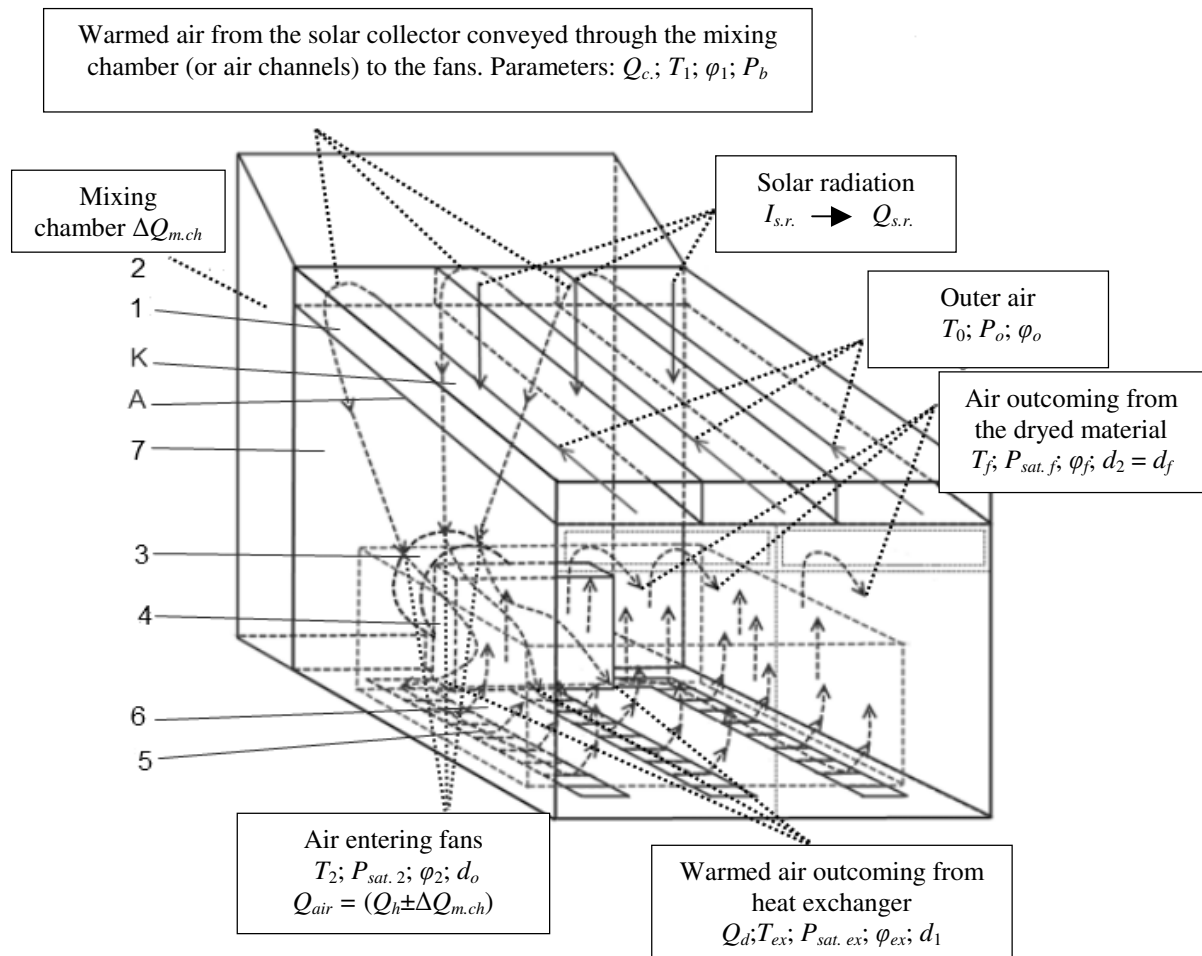 Warmed air from the solar collector conveyed through the mixing
chamber (or air channels) to the fans. Parameters: Qc.; T1; φ1; Pb
Mixing
chamber ΔQm.ch
Solar radiation
Is.r. → Qs.r.
2
1
K
A
7
3
4
6
5
Outer air
T0; Po; φo
Air outcoming from
the dryed material
Tf; Psat. f; φf; d2 = df
Air entering fans
T2; Psat. 2; φ2; do
Qair = (Qh±ΔQm.ch)
Warmed air outcoming from
heat exchanger
Qd;Tex; Psat. ex; φex; d1